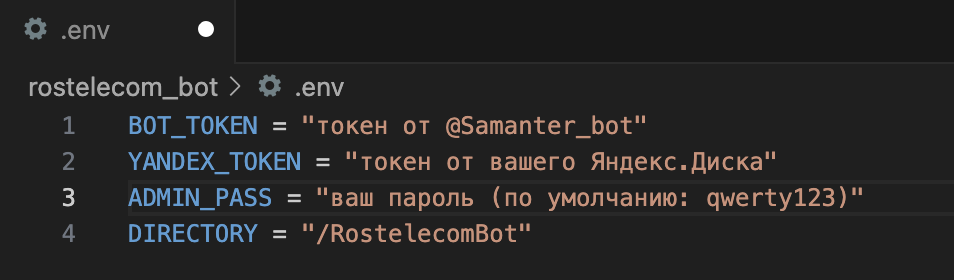 .env
rostelecom_bot > .env
1 BOT_TOKEN = "токен от @Samanter_bot"
2 YANDEX_TOKEN = "токен от вашего Яндекс.Диска"
3 ADMIN_PASS = "ваш пароль (по умолчанию: qwerty123)"
4 DIRECTORY = "/RostelecomBot"